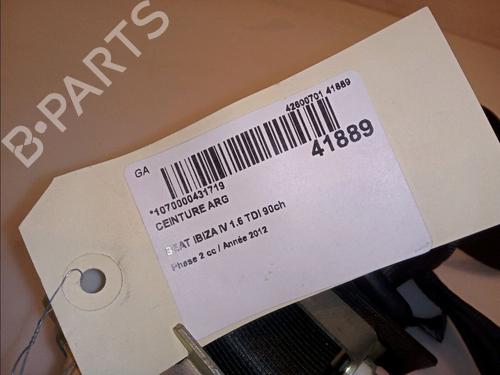 B-PARTS
GA
42600701 41889
41889
*1070000431719
CEINTURE ARG
SEAT IBIZA IV 1.6 TDI 90ch
Phase 2 cc / Année 2012